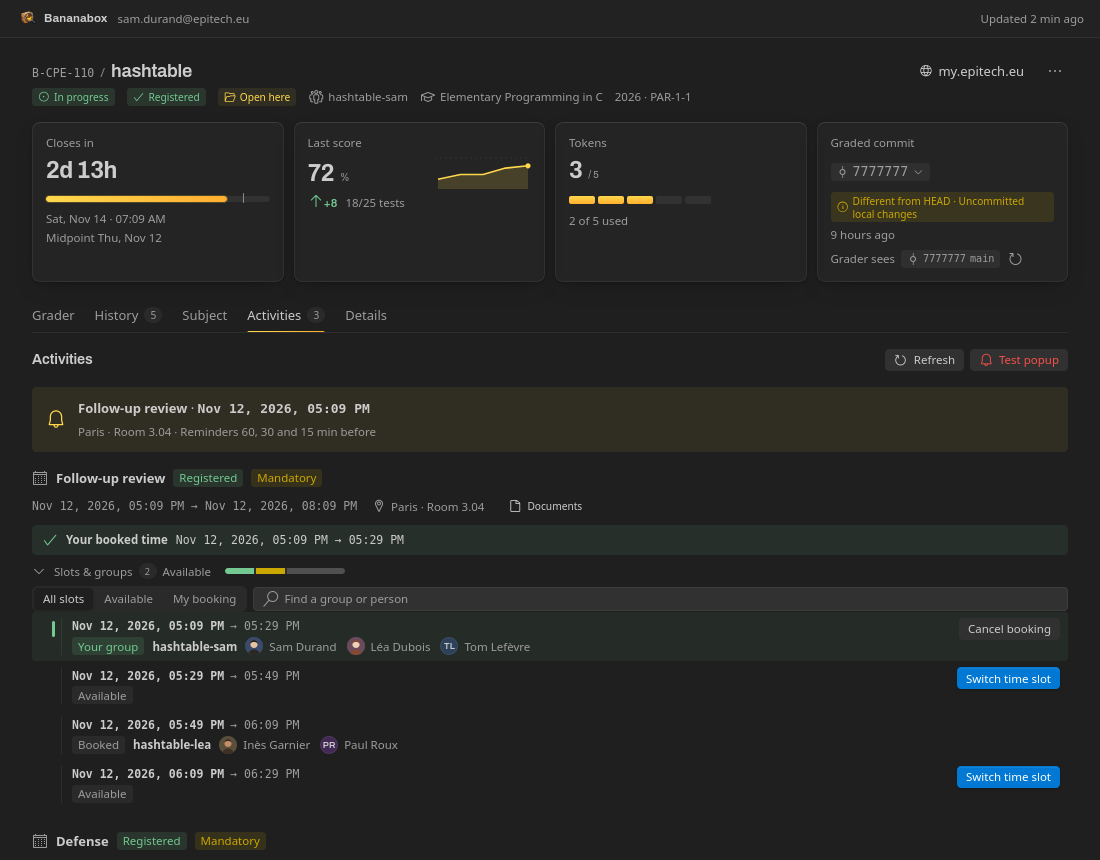 Bananabox sam.durand@epitech.eu Updated 2 min ago
B-CPE-110 / hashtable my.epitech.eu ···
In progress Registered Open here hashtable-sam Elementary Programming in C 2026 · PAR-1-1
Closes in
2d 13h
Sat, Nov 14 · 07:09 AM
Midpoint Thu, Nov 12
Last score
72 %
+8 18/25 tests
Tokens
3 / 5
2 of 5 used
Graded commit
7777777
Different from HEAD · Uncommitted
local changes
9 hours ago
Grader sees 7777777 main
Grader History 5 Subject Activities 3 Details
Activities Refresh Test popup
Follow-up review · Nov 12, 2026, 05:09 PM
Paris · Room 3.04 · Reminders 60, 30 and 15 min before
Follow-up review Registered Mandatory
Nov 12, 2026, 05:09 PM → Nov 12, 2026, 08:09 PM Paris · Room 3.04 Documents
Your booked time Nov 12, 2026, 05:09 PM → 05:29 PM
Slots & groups 2 Available
All slots Available My booking Find a group or person
Nov 12, 2026, 05:09 PM → 05:29 PM Cancel booking
Your group hashtable-sam Sam Durand Léa Dubois TL Tom Lefèvre
Nov 12, 2026, 05:29 PM → 05:49 PM Switch time slot
Available
Nov 12, 2026, 05:49 PM → 06:09 PM
Booked hashtable-lea Inès Garnier PR Paul Roux
Nov 12, 2026, 06:09 PM → 06:29 PM Switch time slot
Available
Defense Registered Mandatory